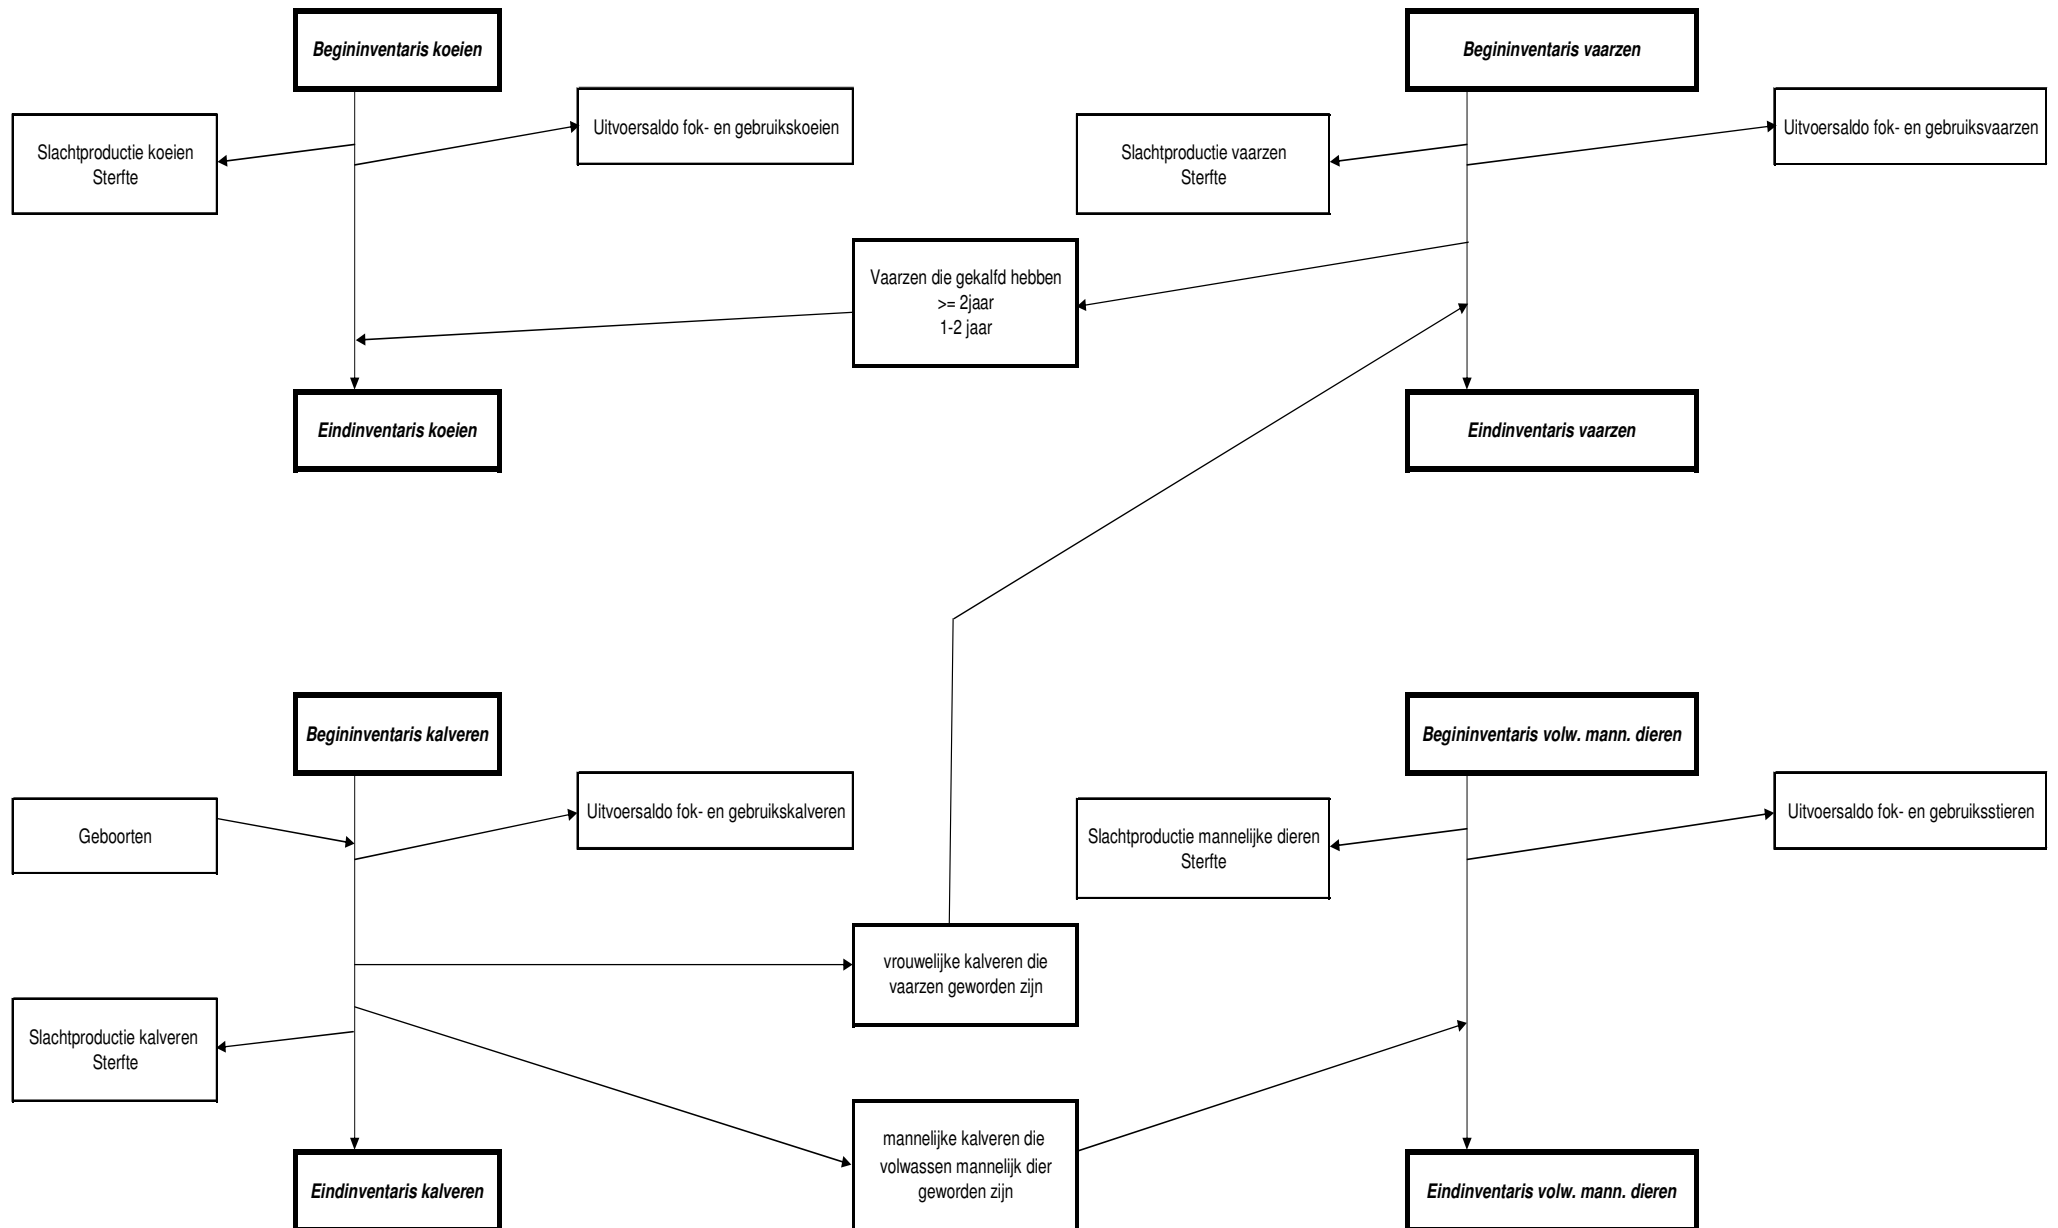 Begininventaris koeien
Begininventaris vaarzen
Slachtproductie koeien
Sterfte
Uitvoersaldo fok- en gebruikskoeien
Slachtproductie vaarzen
Sterfte
Uitvoersaldo fok- en gebruiksvaarzen
Vaarzen die gekalfd hebben
>= 2jaar
1-2 jaar
Eindinventaris koeien
Eindinventaris vaarzen
Begininventaris kalveren
Begininventaris volw. mann. dieren
Geboorten
Uitvoersaldo fok- en gebruikskalveren
Slachtproductie mannelijke dieren
Sterfte
Uitvoersaldo fok- en gebruiksstieren
vrouwelijke kalveren die
vaarzen geworden zijn
Slachtproductie kalveren
Sterfte
mannelijke kalveren die
volwassen mannelijk dier
geworden zijn
Eindinventaris kalveren
Eindinventaris volw. mann. dieren